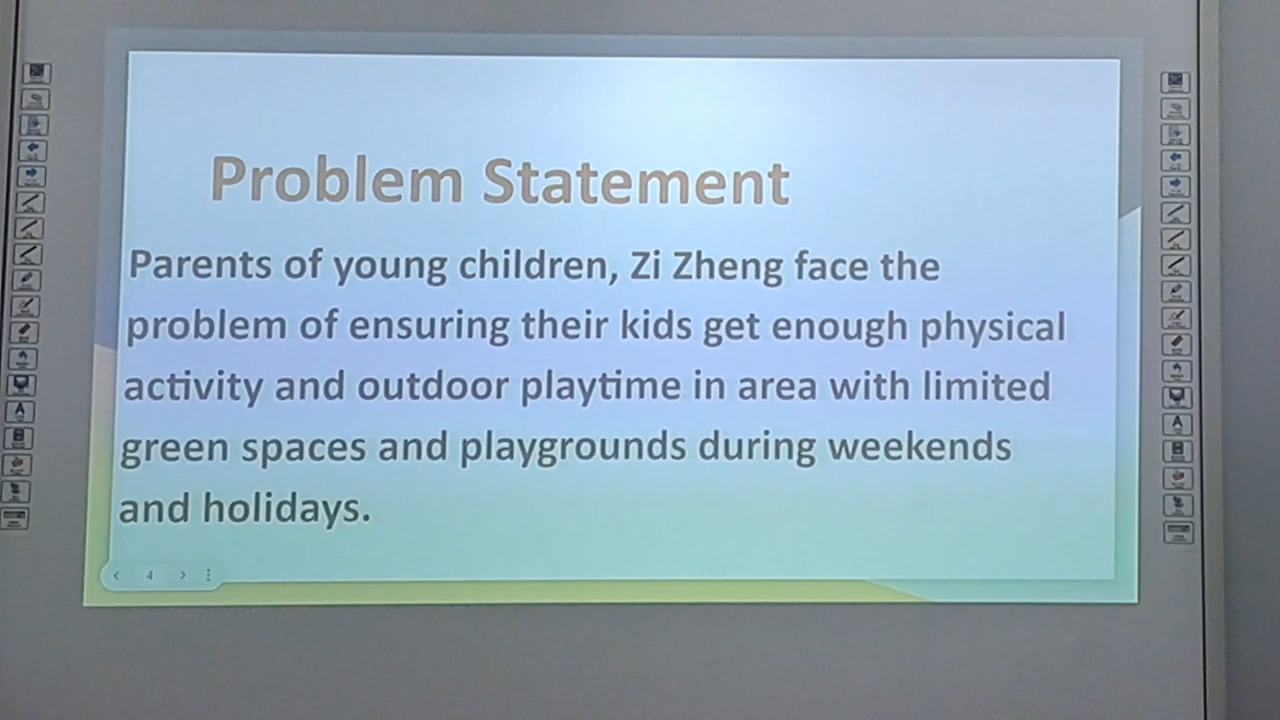 Problem Statement
Parents of young children, Zi Zheng face the
problem of ensuring their kids get enough physical
activity and outdoor playtime in area with limited
green spaces and playgrounds during weekends
and holidays.
4